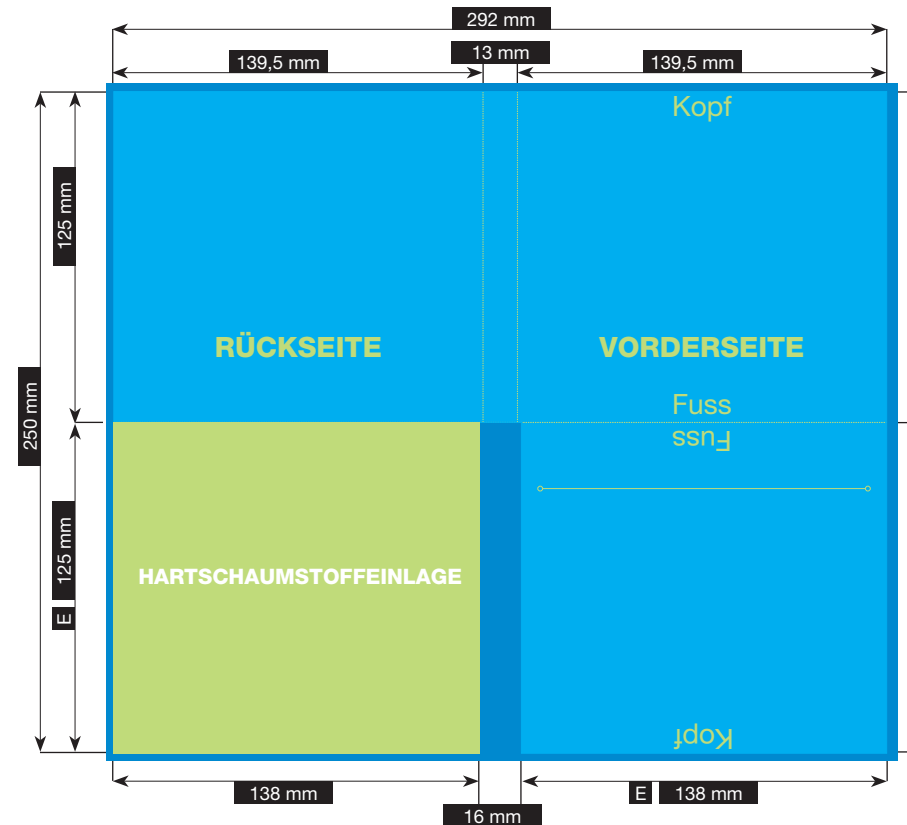 292 mm
139,5 mm
13 mm
139,5 mm
Kopf
125 mm
RÜCKSEITE
VORDERSEITE
Fuss
250 mm
Fuss
125 mm
E
HARTSCHAUMSTOFFEINLAGE
Kopf
138 mm
E 138 mm
16 mm